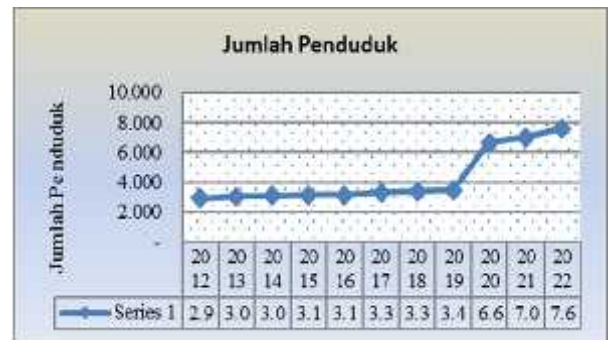 Jumlah Penduduk
Jumlah Penduduk
10.000
8.000
6.000
4.000
2.000
-
20 20 20 20 20 20 20 20 20 20 20
12 13 14 15 16 17 18 19 20 21 22
Series 1 2.9 3.0 3.0 3.1 3.1 3.3 3.3 3.4 6.6 7.0 7.6